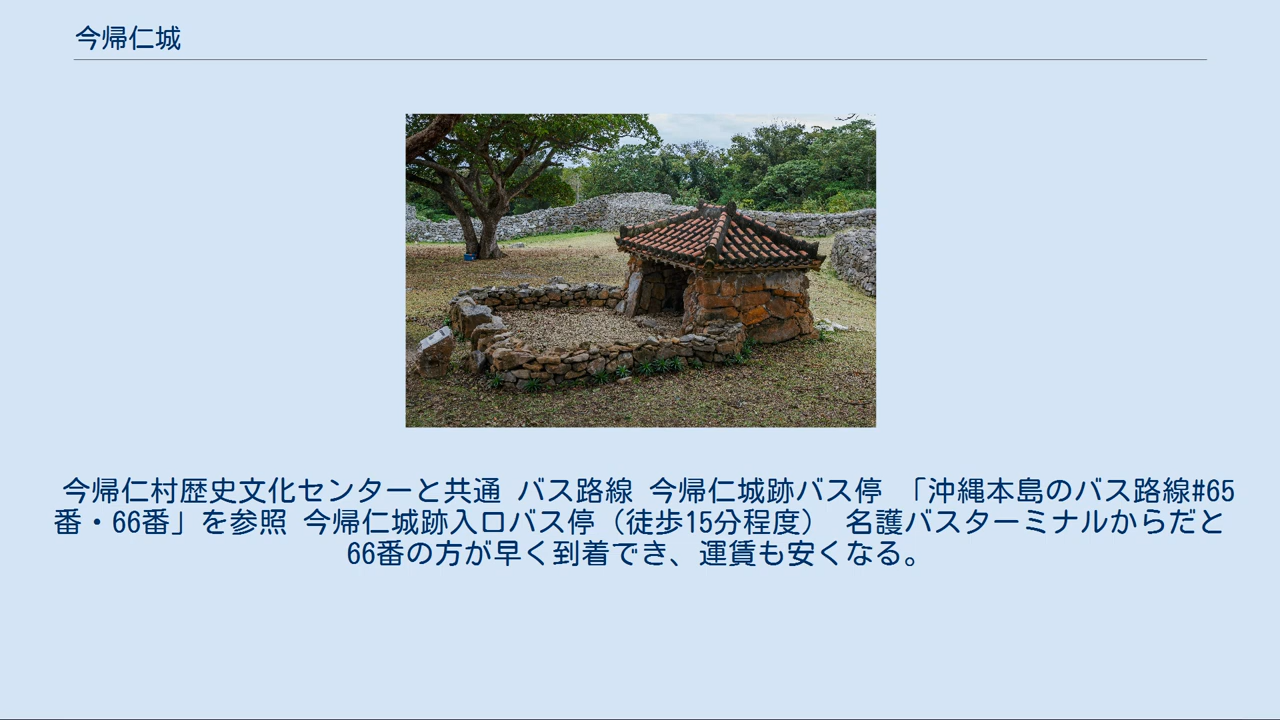 今帰仁城
今帰仁村歴史文化センターと共通 バス路線 今帰仁城跡バス停 「沖縄本島のバス路線#65
番・66番」を参照 今帰仁城跡入口バス停（徒歩15分程度） 名護バスターミナルからだと
66番の方が早く到着でき、運賃も安くなる。